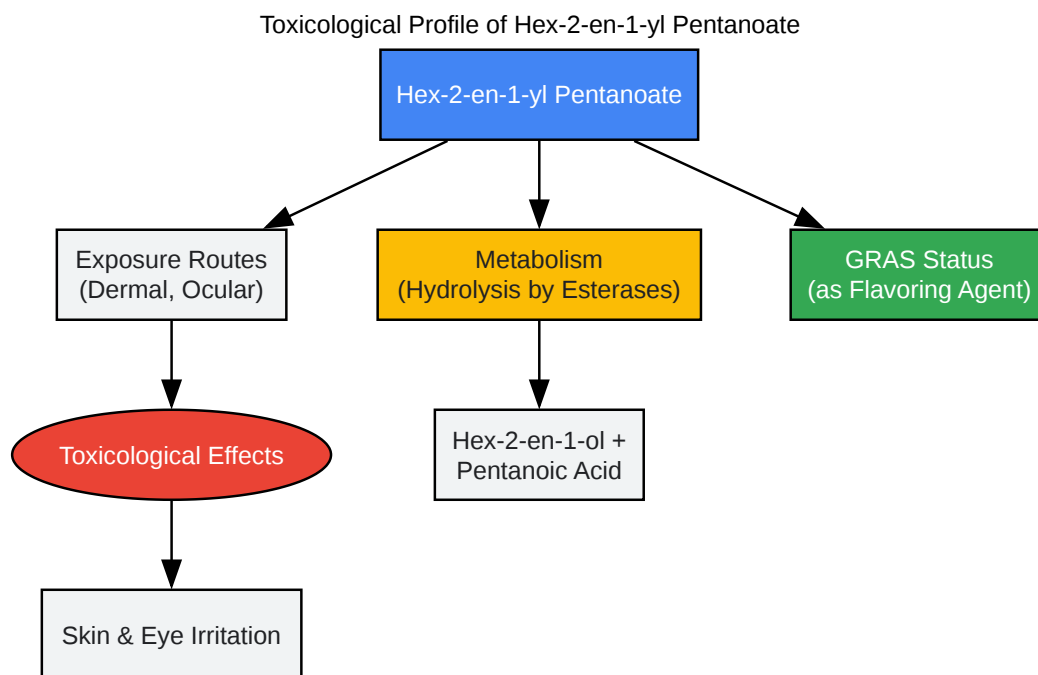 Toxicological Profile of Hex-2-en-1-yl Pentanoate
Hex-2-en-1-yl Pentanoate
Exposure Routes
(Dermal, Ocular)
Metabolism
(Hydrolysis by Esterases)
GRAS Status
(as Flavoring Agent)
Toxicological Effects
Hex-2-en-1-ol +
Pentanoic Acid
Skin & Eye Irritation